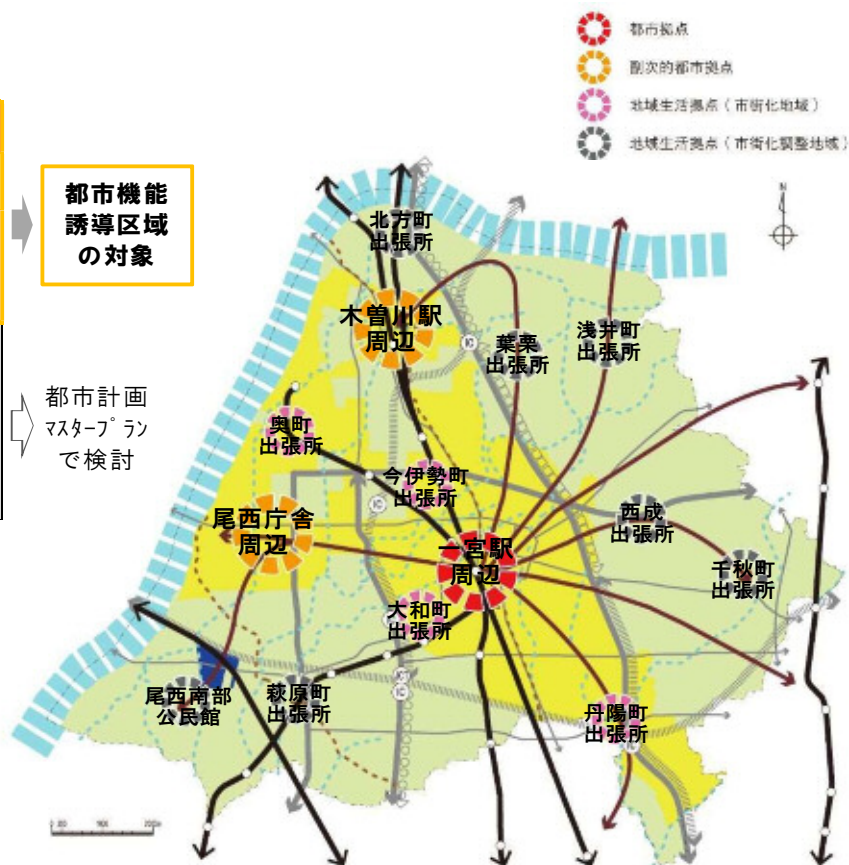 都市拠点
副次的都市拠点
地域生活拠点（市街化地域）
地域生活拠点（市街化調整地域）
都市機能
誘導区域
の対象
都市計画
ﾏｽﾀｰﾌﾟﾗﾝ
で検討
N
北方町
出張所
木曽川駅
周辺
IC
葉栗
出張所
浅井町
出張所
奥町
出張所
今伊勢町
出張所
IC
西成
出張所
尾西庁舎
周辺
一宮駅
周辺
千秋町
出張所
大和町
出張所
IC
尾西南部
公民館
萩原町
出張所
丹陽町
出張所